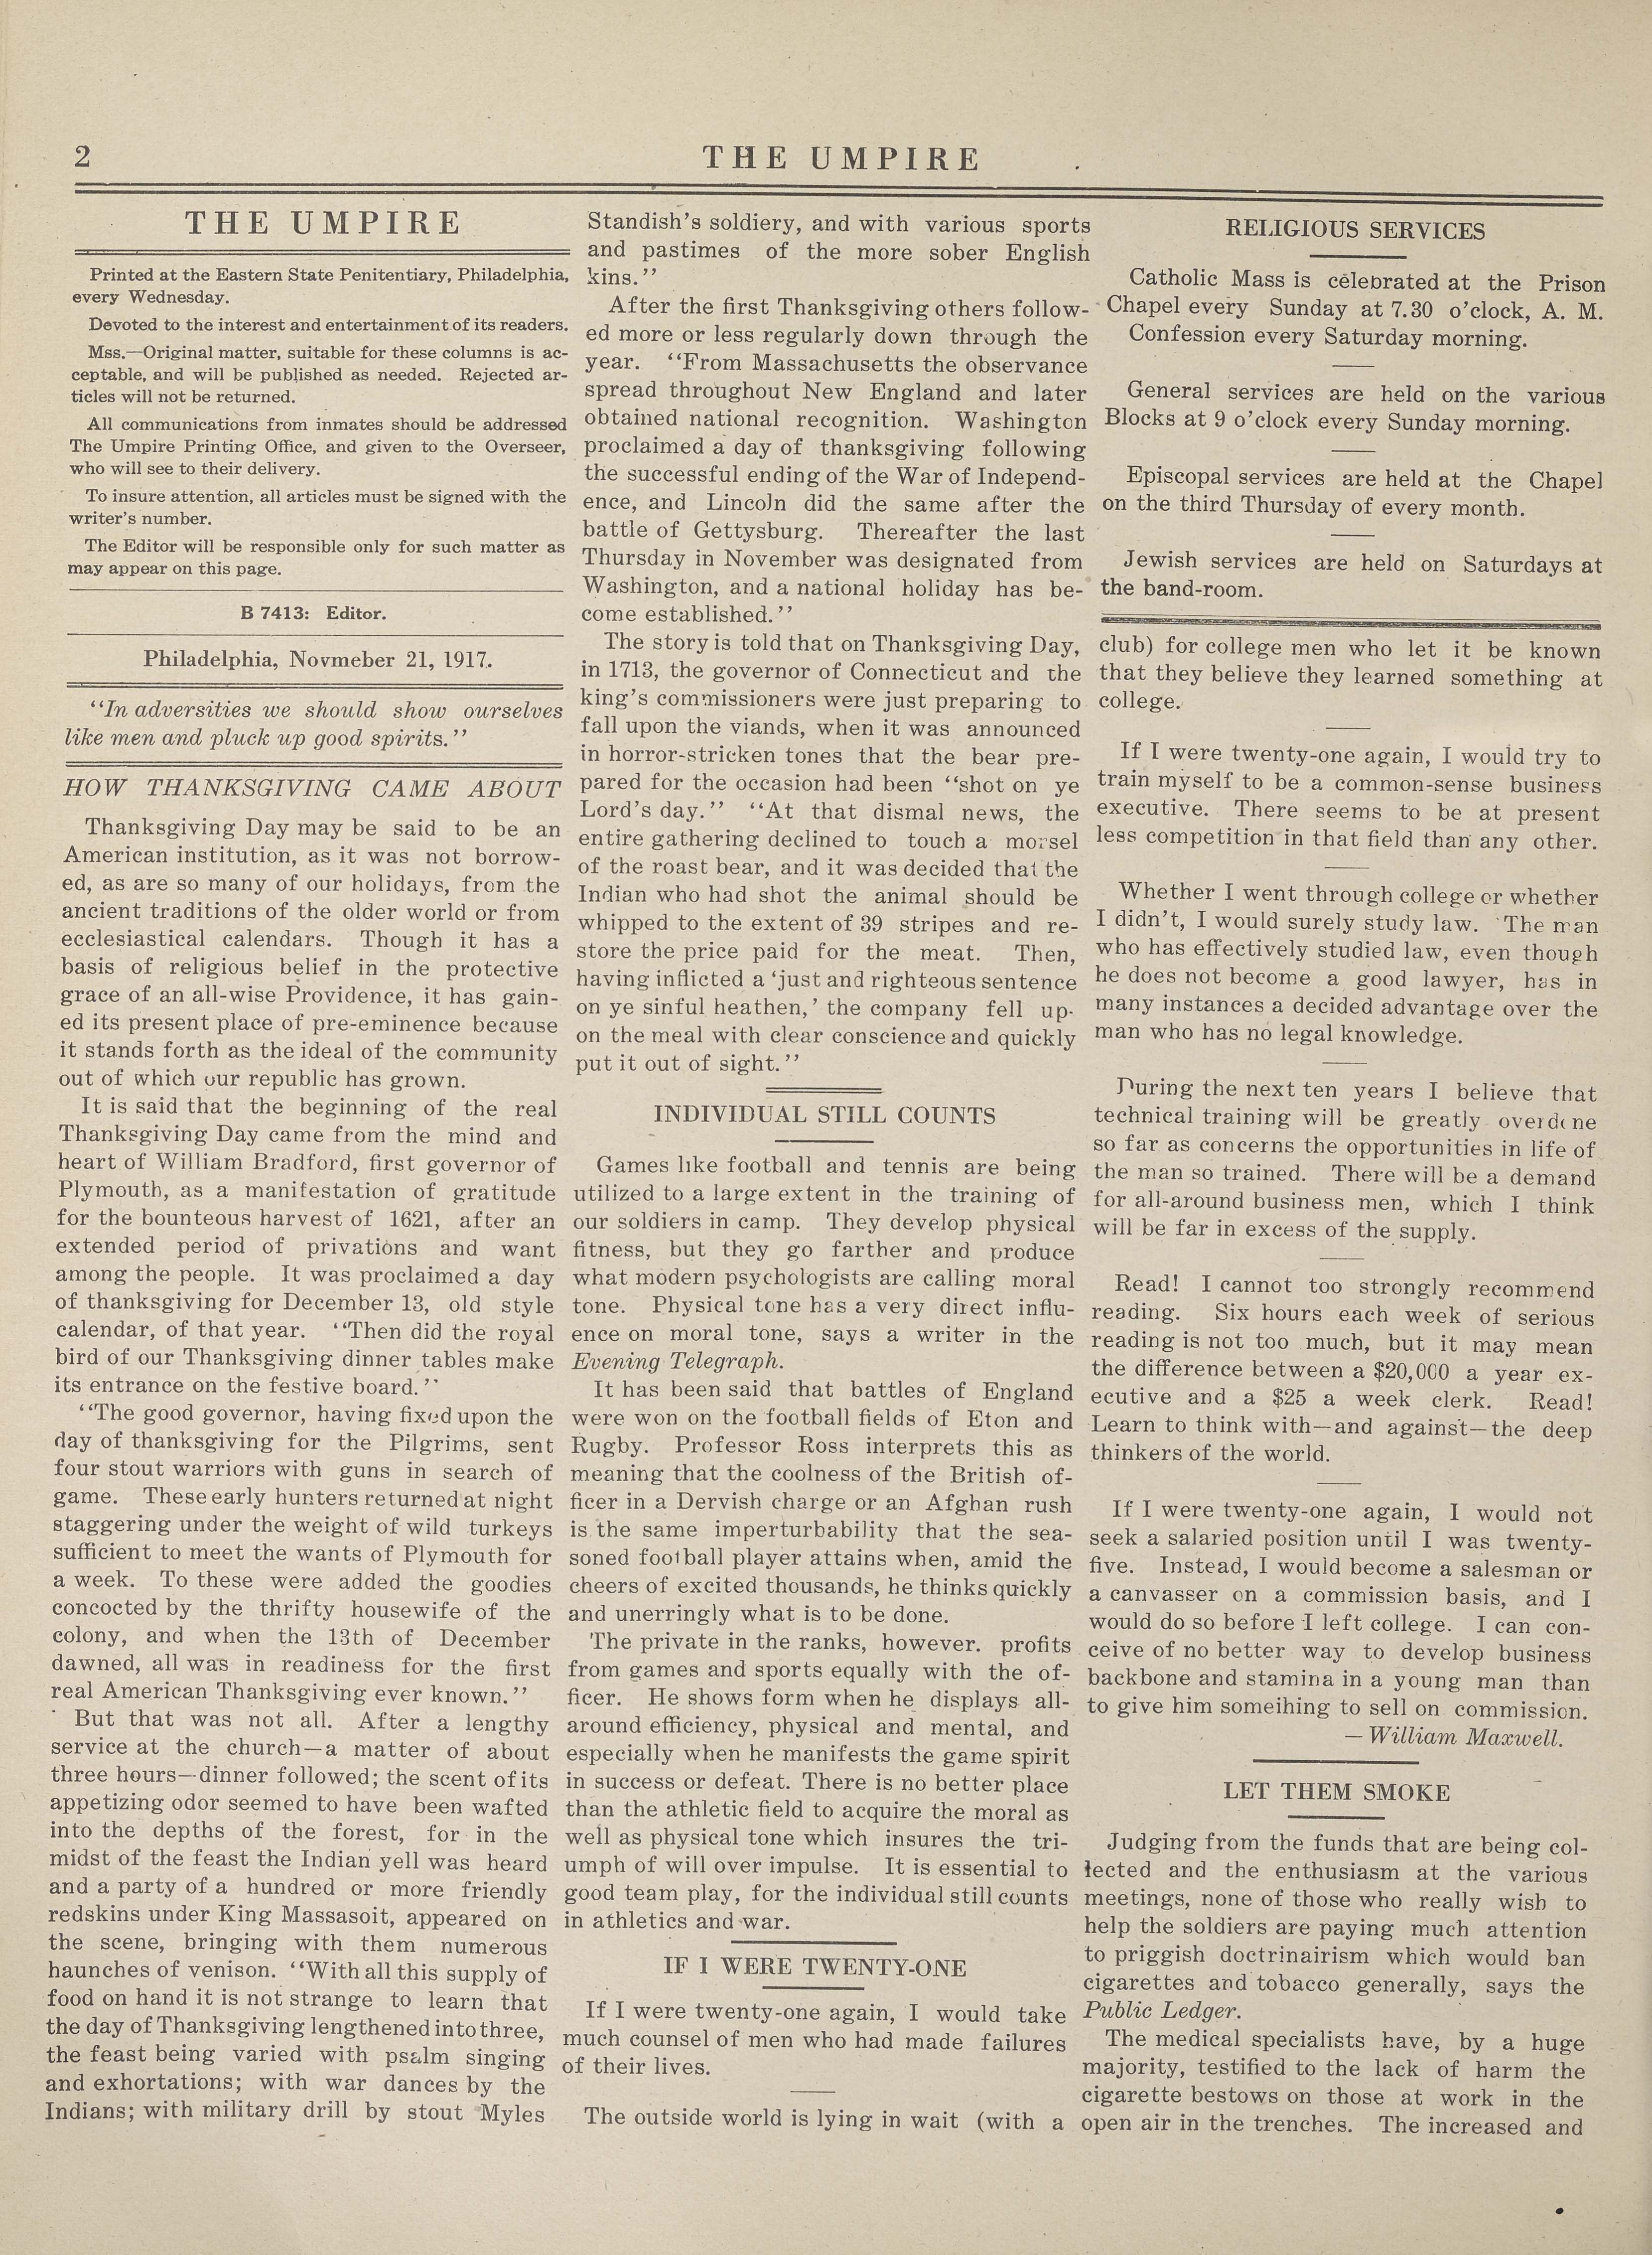 2
THE UMPIRE
THE UMPIRE
Printed at the Eastern State Penitentiary, Philadelphia,
every Wednesday.
Devoted to the interest and entertainment of its readers.
Mss.—Original matter, suitable for these columns is ac-
ceptable, and will be published as needed. Rejected ar-
ticles will not be returned.
All communications from inmates should be addressed
The Umpire Printing Office, and given to the Overseer,
who will see to their delivery.
To insure attention, all articles must be signed with the
writer's number.
The Editor will be responsible only for such matter as
may appear on this page.
B 7413: Editor.
Philadelphia, Novmeber 21, 1917.
"In adversities we should show ourselves
like men and pluck up good spirits."
HOW THANKSGIVING CAME ABOUT
Thanksgiving Day may be said to be an
American institution, as it was not borrow-
ed, as are so many of our holidays, from the
ancient traditions of the older world or from
ecclesiastical calendars. Though it has a
basis of religious belief in the protective
grace of an all-wise Providence, it has gain-
ed its present place of pre-eminence because
it stands forth as the ideal of the community
out of which our republic has grown.
It is said that the beginning of the real
Thanksgiving Day came from the mind and
heart of William Bradford, first governor of
Plymouth, as a manifestation of gratitude
for the bounteous harvest of 1621, after an
extended period of privations and want
among the people. It was proclaimed a day
of thanksgiving for December 13, old style
calendar, of that year. "Then did the royal
bird of our Thanksgiving dinner tables make
its entrance on the festive board."
"The good governor, having fixed upon the
day of thanksgiving for the Pilgrims, sent
four stout warriors with guns in search of
game. These early hunters returned at night
staggering under the weight of wild turkeys
sufficient to meet the wants of Plymouth for
a week. To these were added the goodies
concocted by the thrifty housewife of the
colony, and when the 13th of December
dawned, all was in readiness for the first
real American Thanksgiving ever known."
But that was not all. After a lengthy
service at the church—a matter of about
three hours—dinner followed; the scent of its
appetizing odor seemed to have been wafted
into the depths of the forest, for in the
midst of the feast the Indian yell was heard
and a party of a hundred or more friendly
redskins under King Massasoit, appeared on
the scene, bringing with them numerous
haunches of venison. "With all this supply of
food on hand it is not strange to learn that
the day of Thanksgiving lengthened into three,
the feast being varied with psalm singing
and exhortations; with war dances by the
Indians; with military drill by stout Myles
Standish's soldiery, and with various sports
and pastimes of the more sober English
kins."
After the first Thanksgiving others follow-
ed more or less regularly down through the
year. "From Massachusetts the observance
spread throughout New England and later
obtained national recognition. Washington
proclaimed a day of thanksgiving following
the successful ending of the War of Independ-
ence, and Lincoln did the same after the
battle of Gettysburg. Thereafter the last
Thursday in November was designated from
Washington, and a national holiday has be-
come established."
The story is told that on Thanksgiving Day,
in 1713, the governor of Connecticut and the
king's commissioners were just preparing to
fall upon the viands, when it was announced
in horror-stricken tones that the bear pre-
pared for the occasion had been "shot on ye
Lord's day." "At that dismal news, the
entire gathering declined to touch a morsel
of the roast bear, and it was decided that the
Indian who had shot the animal should be
whipped to the extent of 39 stripes and re-
store the price paid for the meat. Then,
having inflicted a 'just and righteous sentence
on ye sinful heathen,' the company fell up-
on the meal with clear conscience and quickly
put it out of sight."
INDIVIDUAL STILL COUNTS
Games like football and tennis are being
utilized to a large extent in the training of
our soldiers in camp. They develop physical
fitness, but they go farther and produce
what modern psychologists are calling moral
tone. Physical tone has a very direct influ-
ence on moral tone, says a writer in the
Evening Telegraph.
It has been said that battles of England
were won on the football fields of Eton and
Rugby. Professor Ross interprets this as
meaning that the coolness of the British of-
ficer in a Dervish charge or an Afghan rush
is the same imperturbability that the sea-
soned football player attains when, amid the
cheers of excited thousands, he thinks quickly
and unerringly what is to be done.
The private in the ranks, however. profits
from games and sports equally with the of-
ficer. He shows form when he displays all-
around efficiency, physical and mental, and
especially when he manifests the game spirit
in success or defeat. There is no better place
than the athletic field to acquire the moral as
well as physical tone which insures the tri-
umph of will over impulse. It is essential to
good team play, for the individual still counts
in athletics and war.
IF I WERE TWENTY-ONE
If I were twenty-one again, I would take
much counsel of men who had made failures
of their lives.
The outside world is lying in wait (with a
RELIGIOUS SERVICES
Catholic Mass is celebrated at the Prison
Chapel every Sunday at 7.30 o'clock, A. M.
Confession every Saturday morning.
General services are held on the various
Blocks at 9 o'clock every Sunday morning.
Episcopal services are held at the Chapel
on the third Thursday of every month.
Jewish services are held on Saturdays at
the band-room.
club) for college men who let it be known
that they believe they learned something at
college.
If I were twenty-one again, I would try to
train myself to be a common-sense business
executive. There seems to be at present
less competition in that field than any other.
Whether I went through college or whether
I didn't, I would surely study law. The man
who has effectively studied law, even though
he does not become a good lawyer, has in
many instances a decided advantage over the
man who has no legal knowledge.
During the next ten years I believe that
technical training will be greatly overdone
so far as concerns the opportunities in life of
the man so trained. There will be a demand
for all-around business men, which I think
will be far in excess of the supply.
Read! I cannot too strongly recommend
reading. Six hours each week of serious
reading is not too much, but it may mean
the difference between a $20,000 a year ex-
ecutive and a $25 a week clerk. Read!
Learn to think with—and against—the deep
thinkers of the world.
If I were twenty-one again, I would not
seek a salaried position until I was twenty-
five. Instead, I would become a salesman or
a canvasser on a commission basis, and I
would do so before I left college. I can con-
ceive of no better way to develop business
backbone and stamina in a young man than
to give him someihing to sell on commission.
—William Maxwell.
LET THEM SMOKE
Judging from the funds that are being col-
lected and the enthusiasm at the various
meetings, none of those who really wish to
help the soldiers are paying much attention
to priggish doctrinairism which would ban
cigarettes and tobacco generally, says the
Public Ledger.
The medical specialists have, by a huge
majority, testified to the lack of harm the
cigarette bestows on those at work in the
open air in the trenches. The increased and